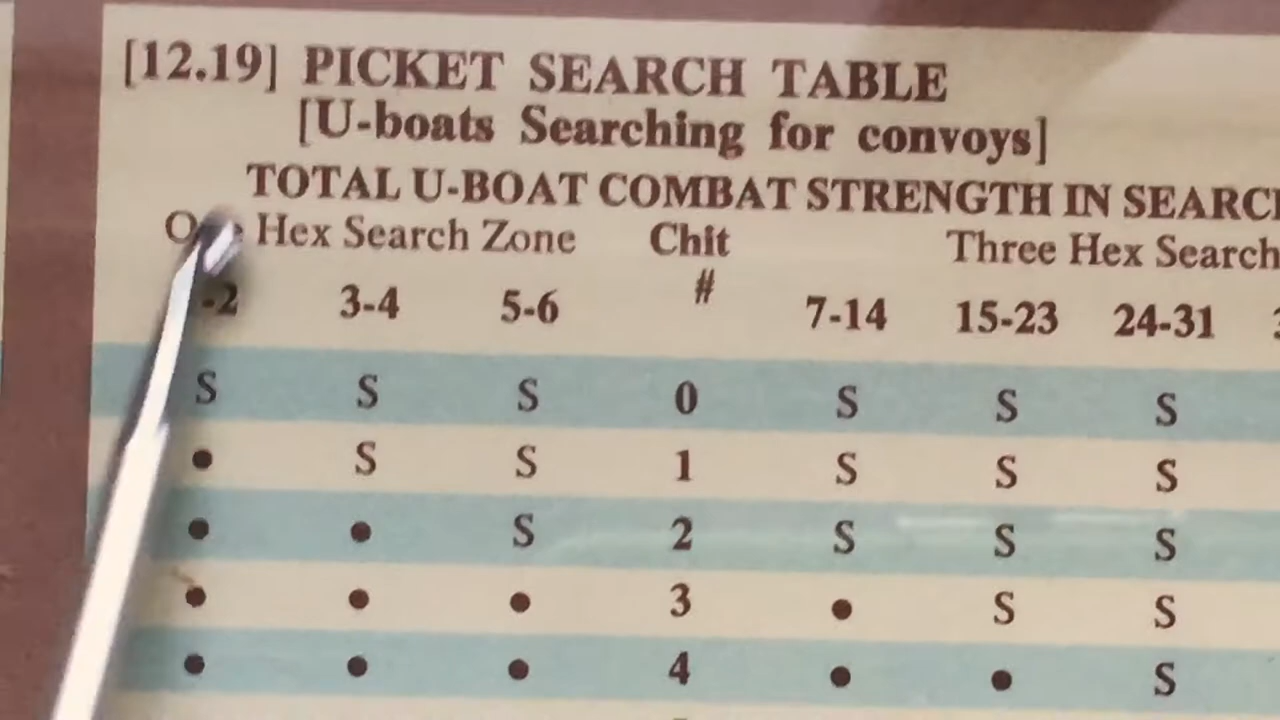 [12.19] PICKET SEARCH TABLE
[U-boats Searching for convoys]
TOTAL U-BOAT COMBAT STRENGTH IN SEARC
Hex Search Zone Chit Three Hex Search
#
-2 3-4 5-6 7-14 15-23 24-31
S S S 0 S S S
• S S 1 S S S
• • S 2 S S S
• • • 3 • S S
• • • 4 • • S